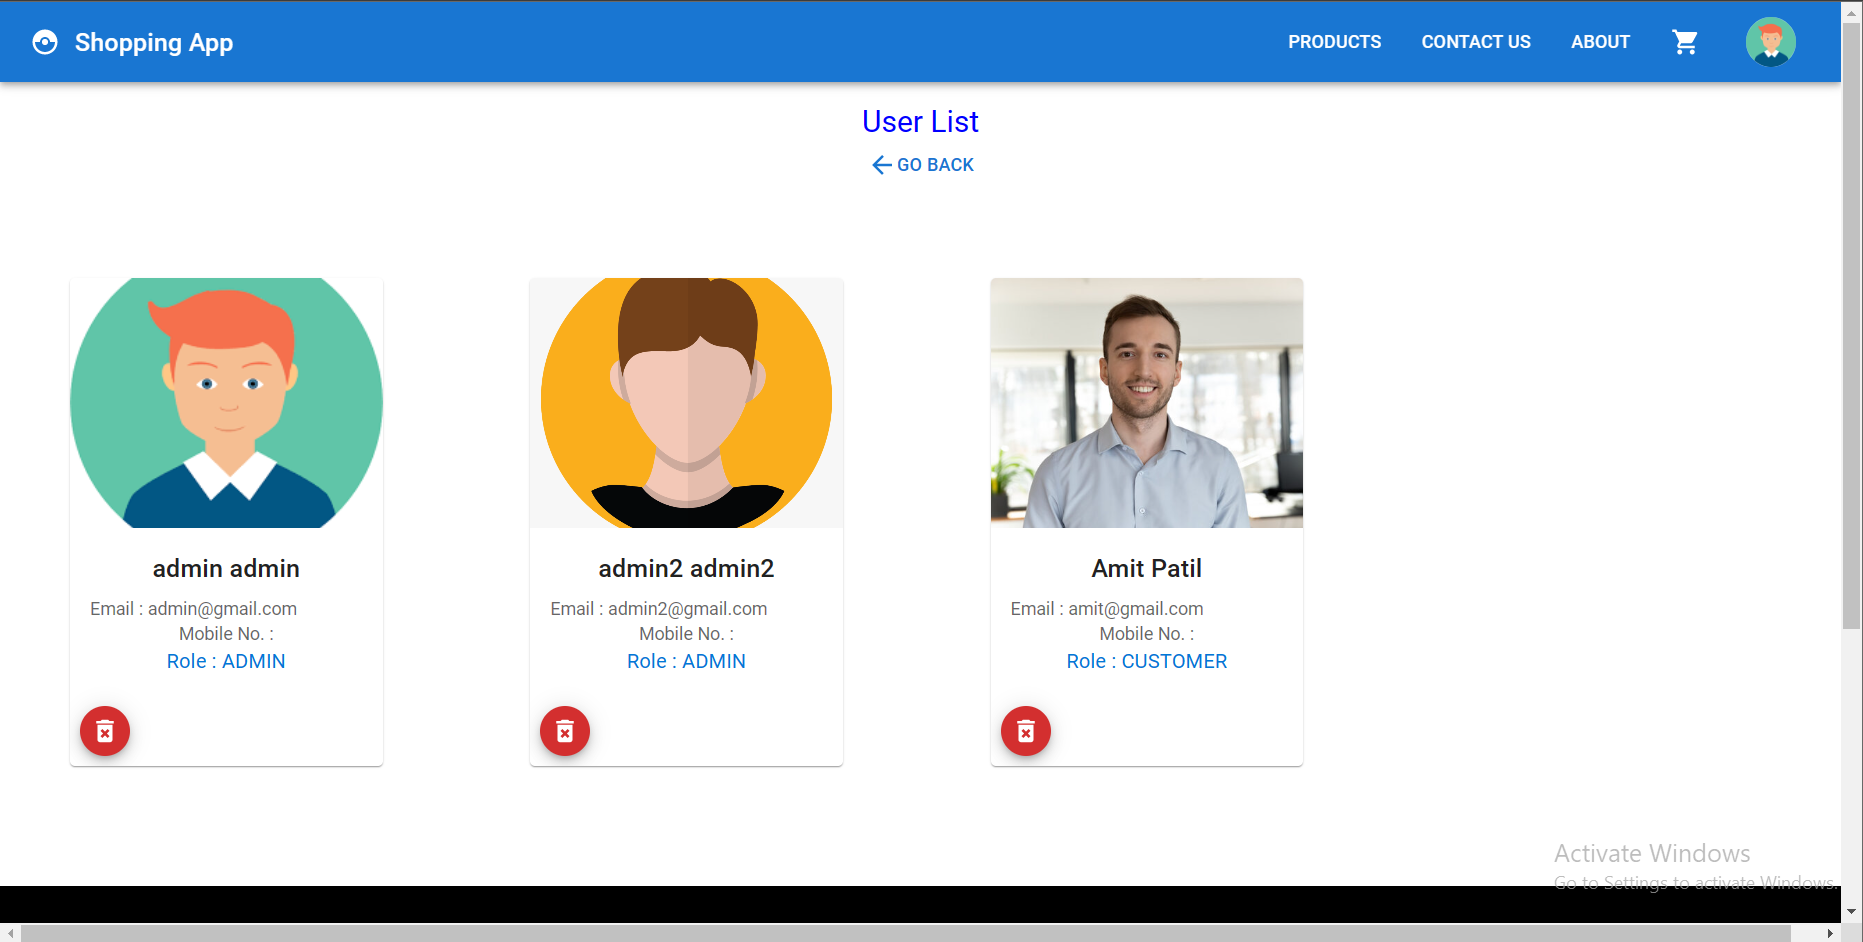 Shopping App
PRODUCTS
CONTACT US
ABOUT
User List
GO BACK
admin admin
Email : admin@gmail.com
Mobile No. :
Role : ADMIN
admin2 admin2
Email : admin2@gmail.com
Mobile No. :
Role : ADMIN
Amit Patil
Email : amit@gmail.com
Mobile No. :
Role : CUSTOMER
Activate Windows
Go to Settings to activate Windows.